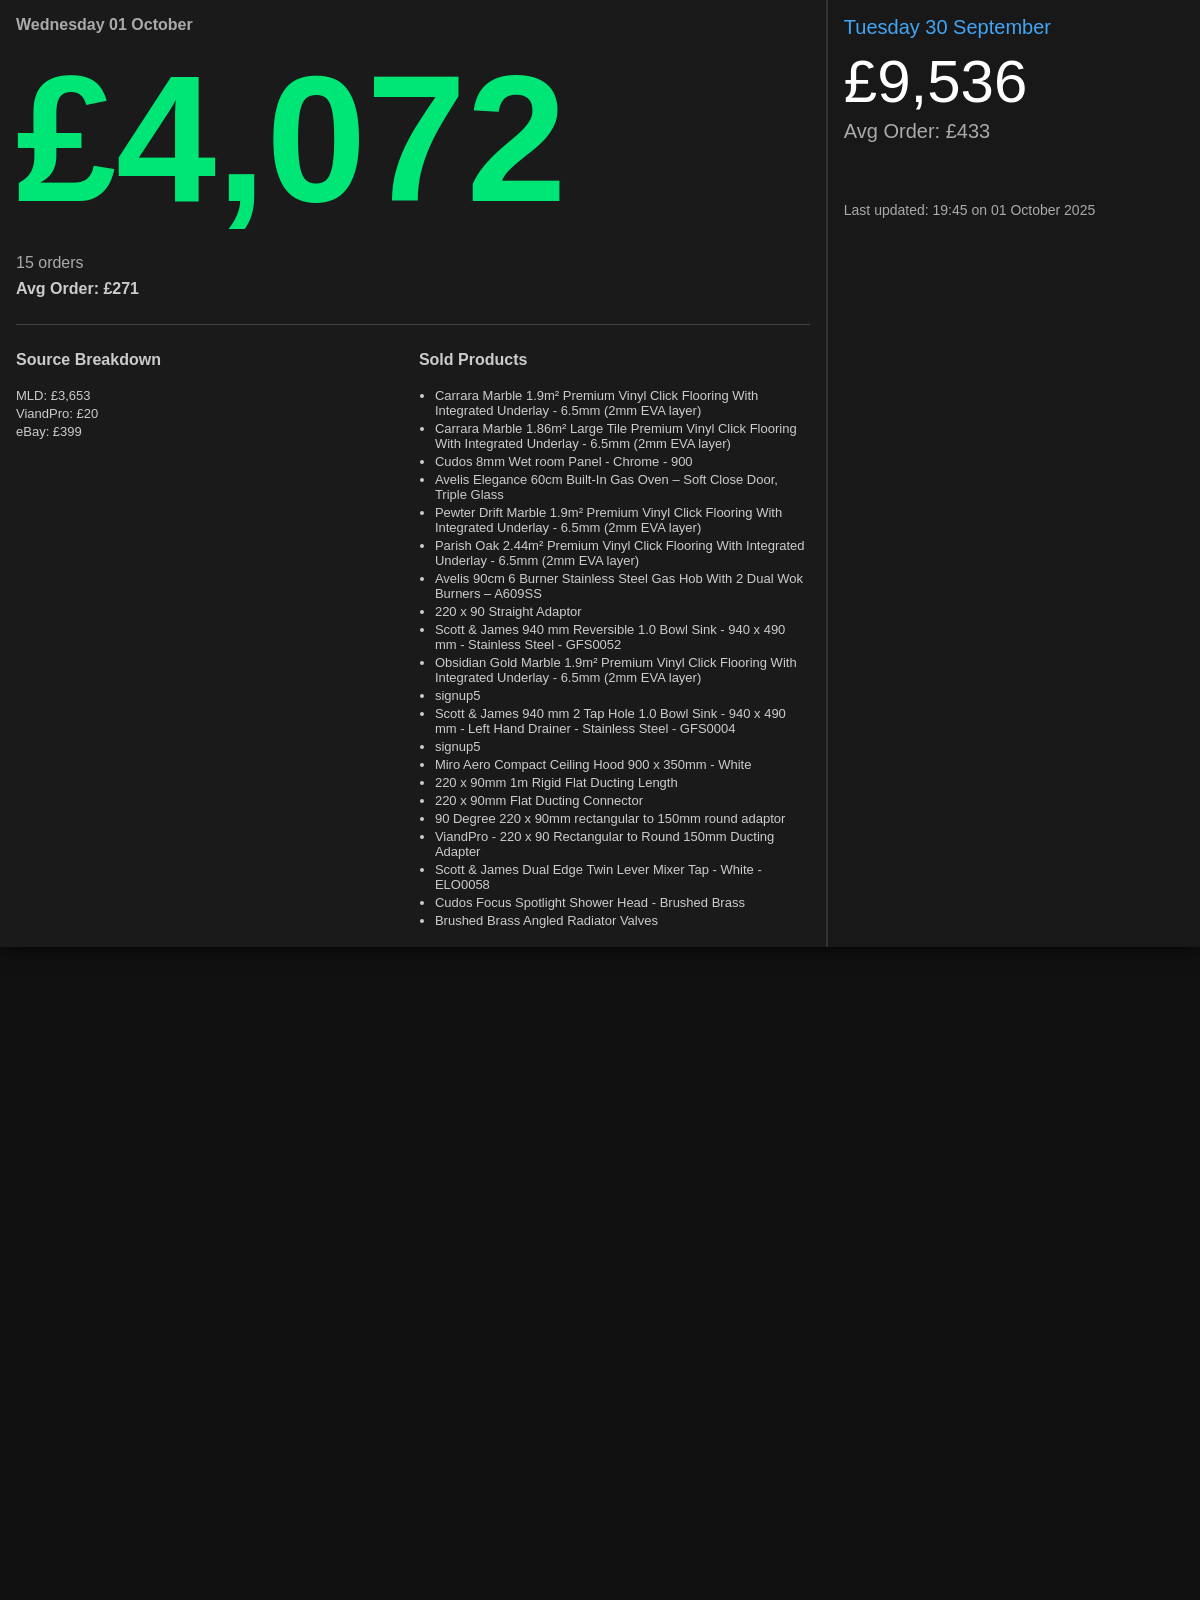 Wednesday 01 October
£4,072
15 orders
Avg Order: £271
Source Breakdown
MLD: £3,653
ViandPro: £20
eBay: £399
Sold Products
• Carrara Marble 1.9m² Premium Vinyl Click Flooring With
Integrated Underlay - 6.5mm (2mm EVA layer)
• Carrara Marble 1.86m² Large Tile Premium Vinyl Click Flooring
With Integrated Underlay - 6.5mm (2mm EVA layer)
• Cudos 8mm Wet room Panel - Chrome - 900
• Avelis Elegance 60cm Built-In Gas Oven – Soft Close Door,
Triple Glass
• Pewter Drift Marble 1.9m² Premium Vinyl Click Flooring With
Integrated Underlay - 6.5mm (2mm EVA layer)
• Parish Oak 2.44m² Premium Vinyl Click Flooring With Integrated
Underlay - 6.5mm (2mm EVA layer)
• Avelis 90cm 6 Burner Stainless Steel Gas Hob With 2 Dual Wok
Burners – A609SS
• 220 x 90 Straight Adaptor
• Scott & James 940 mm Reversible 1.0 Bowl Sink - 940 x 490
mm - Stainless Steel - GFS0052
• Obsidian Gold Marble 1.9m² Premium Vinyl Click Flooring With
Integrated Underlay - 6.5mm (2mm EVA layer)
• signup5
• Scott & James 940 mm 2 Tap Hole 1.0 Bowl Sink - 940 x 490
mm - Left Hand Drainer - Stainless Steel - GFS0004
• signup5
• Miro Aero Compact Ceiling Hood 900 x 350mm - White
• 220 x 90mm 1m Rigid Flat Ducting Length
• 220 x 90mm Flat Ducting Connector
• 90 Degree 220 x 90mm rectangular to 150mm round adaptor
• ViandPro - 220 x 90 Rectangular to Round 150mm Ducting
Adapter
• Scott & James Dual Edge Twin Lever Mixer Tap - White -
ELO0058
• Cudos Focus Spotlight Shower Head - Brushed Brass
• Brushed Brass Angled Radiator Valves
Tuesday 30 September
£9,536
Avg Order: £433
Last updated: 19:45 on 01 October 2025